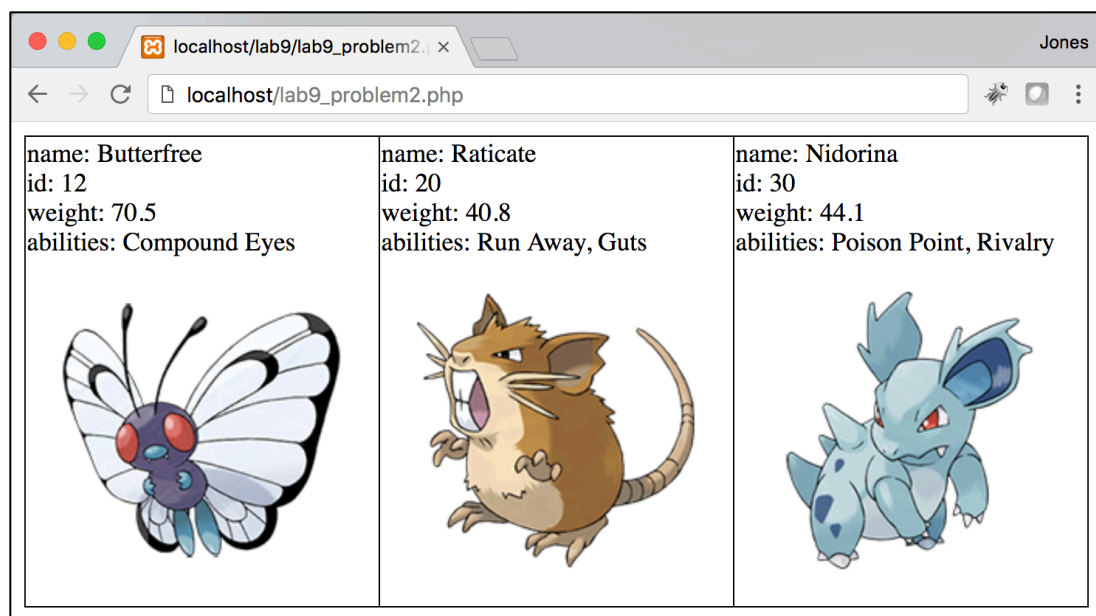 localhost/lab9/lab9_problem2.p
Jones
localhost/lab9_problem2.php
name: Butterfree
id: 12
weight: 70.5
abilities: Compound Eyes
name: Raticate
id: 20
weight: 40.8
abilities: Run Away, Guts
name: Nidorina
id: 30
weight: 44.1
abilities: Poison Point, Rivalry